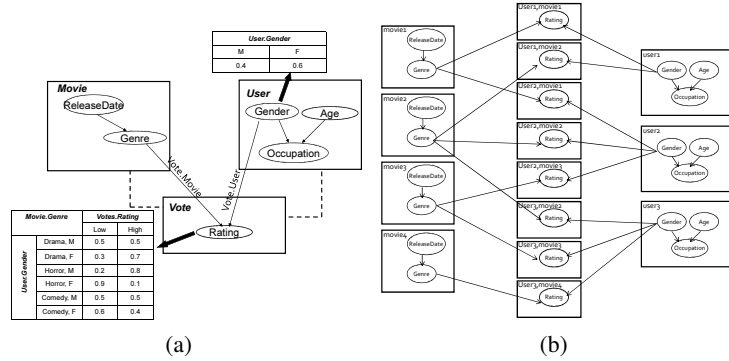 User.Gender
M F
0.4 0.6
Movie
ReleaseDate
Genre
User
Gender
Age
Occupation
Vote.Movie
Vote.User
Vote
Rating
Movie.Genre Votes.Rating
Low High
User.Gender
Drama, M 0.5 0.5
Drama, F 0.3 0.7
Horror, M 0.2 0.8
Horror, F 0.9 0.1
Comedy, M 0.5 0.5
Comedy, F 0.6 0.4
(a)
movie1
ReleaseDate
Genre
movie2
ReleaseDate
Genre
movie3
ReleaseDate
Genre
movie4
ReleaseDate
Genre
User1,movie1
Rating
User1,movie2
Rating
User2,movie1
Rating
User2,movie2
Rating
User2,movie3
Rating
User3,movie2
Rating
User3,movie3
Rating
User3,movie4
Rating
user1
Gender Age
Occupation
user2
Gender Age
Occupation
user3
Gender Age
Occupation
(b)